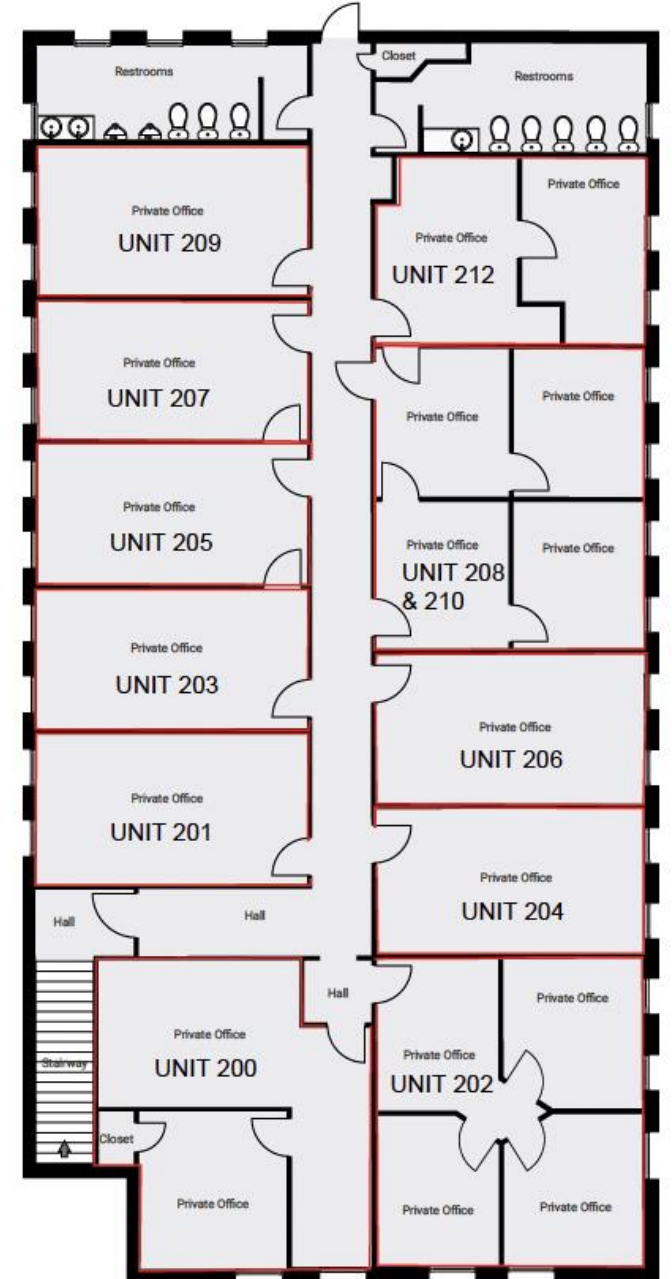 Restrooms
Closet
Restrooms
Private Office
UNIT 209
Private Office
Private Office
UNIT 212
Private Office
UNIT 207
Private Office
Private Office
Private Office
UNIT 205
Private Office
UNIT 208
& 210
Private Office
Private Office
UNIT 203
Private Office
UNIT 206
Private Office
UNIT 201
Private Office
UNIT 204
Hall
Hall
Hall
Private Office
Stairway
Private Office
UNIT 200
Private Office
UNIT 202
Closet
Private Office
Private Office
Private Office